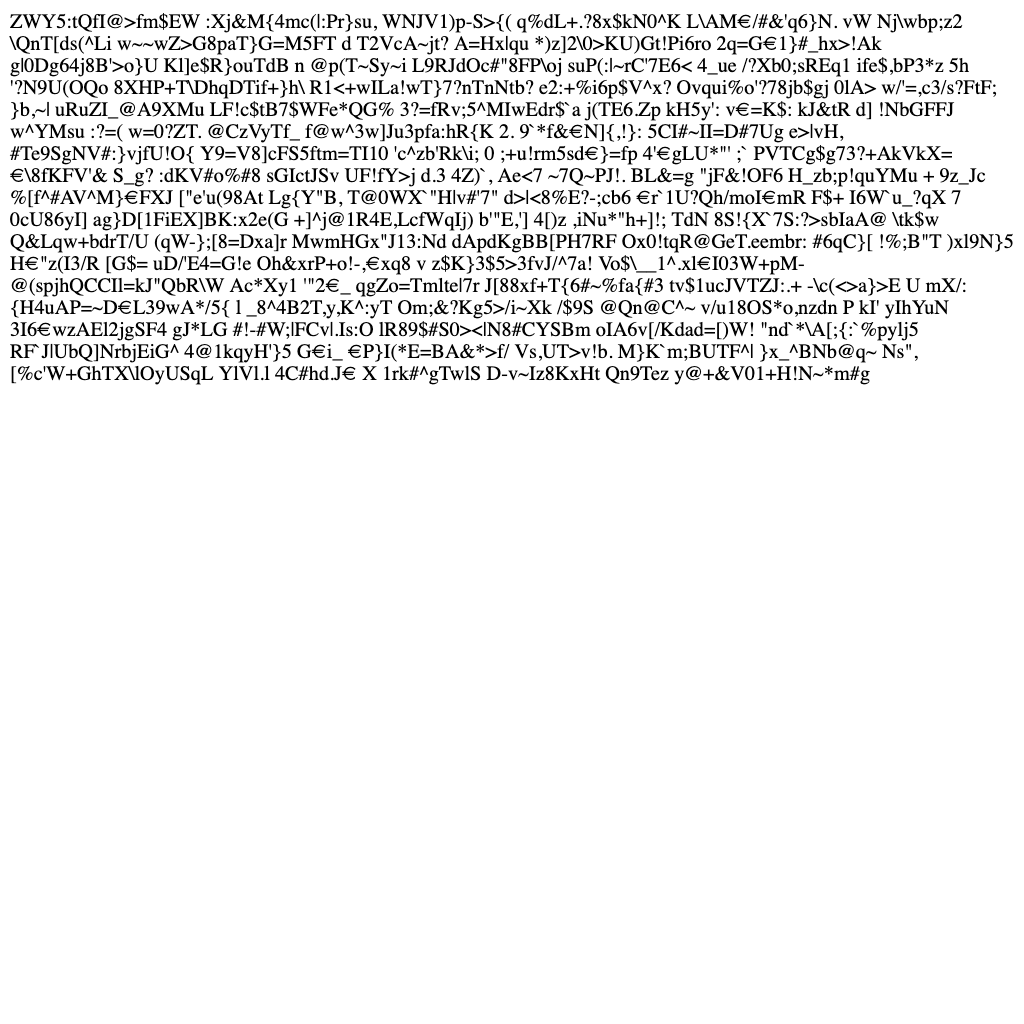 ZWY5:tQfI@>fm$EW :Xj&M{4mc(|:Pr}su, WNJV1)p-S>{( q%dL+.?8x$kN0^K L\AM€/#&'q6}N. vW Nj\wbp;z2
\QnT[ds(^Li w~~wZ>G8paT}G=M5FT d T2VcA~jt? A=Hx|qu *)z]2\0>KU)Gt!Pi6ro 2q=G€1}#_hx>!Ak
g|0Dg64j8B'>o}U Kl]e$R}ouTdB n @p(T~Sy~i L9RJdOc#"8FP\oj suP(:|~rC'7E6< 4_ue /?Xb0;sREq1 ife$,bP3*z 5h
'?N9U(OQo 8XHP+T\DhqDTif+}h\ R1<+wILa!wT}7?nTnNtb? e2:+%i6p$V^x? Ovqui%o'?78jb$gj 0lA> w/'=,c3/s?FtF;
}b,~| uRuZI_@A9XMu LF!c$tB7$WFe*QG% 3?=fRv;5^MIwEdr$`a j(TE6.Zp kH5y': v€=K$: kJ&tR d] !NbGFFJ
w^YMsu :?=( w=0?ZT. @CzVyTf_ f@w^3w]Ju3pfa:hR{K 2. 9`*f&€N]{,!}: 5CI#~II=D#7Ug e>|vH,
#Te9SgNV#:}vjfU!O{ Y9=V8]cFS5ftm=TI10 'c^zb'Rk\i; 0 ;+u!rm5sd€}=fp 4'€gLU*"' ;` PVTCg$g73?+AkVkX=
€\8fKFV'& S_g? :dKV#o%#8 sGIctJSv UF!fY>j d.3 4Z)`, Ae<7 ~7Q~PJ!. BL&=g "jF&!OF6 H_zb;p!quYMu + 9z_Jc
%[f^#AV^M}€FXJ ["e'u(98At Lg{Y"B, T@0WX`"H|v#'7" d>|<8%E?-;cb6 €r`1U?Qh/moI€mR F$+ I6W`u_?qX 7
0cU86yI] ag}D[1FiEX]BK:x2e(G +]^j@1R4E,LcfWqIj) b'"E,'] 4[)z ,iNu*"h+]!; TdN 8S!{X`7S:?>sbIaA@ \tk$w
Q&Lqw+bdrT/U (qW-};[8=Dxa]r MwmHGx"J13:Nd dApdKgBB[PH7RF Ox0!tqR@GeT.eembr: #6qC}[ !%;B"T )xl9N}5
H€"z(I3/R [G$= uD/'E4=G!e Oh&xrP+o!-,€xq8 v z$K}3$5>3fvJ/^7a! Vo$\__1^.xl€I03W+pM-
@(spjhQCCIl=kJ"QbR\W Ac*Xy1 '"2€_ qgZo=Tmlte|7r J[88xf+T{6#~%fa{#3 tv$1ucJVTZJ:.+ -\c(<>a}>E U mX/:
{H4uAP=~D€L39wA*/5{ l _8^4B2T,y,K^:yT Om;&?Kg5>/i~Xk /$9S @Qn@C^~ v/u18OS*o,nzdn P kI' yIhYuN
3I6€wzAEl2jgSF4 gJ*LG #!-#W;|FCv|.Is:O lR89$#S0><|N8#CYSBm oIA6v[/Kdad=[)W! "nd`*\A[;{:`%pylj5
RF`J|UbQ]NrbjEiG^ 4@1kqyH'}5 G€i_ €P}I(*E=BA&*>f/ Vs,UT>v!b. M}K`m;BUTF^| }x_^BNb@q~ Ns",
[%c'W+GhTX\lOyUSqL YlVl.l 4C#hd.J€ X 1rk#^gTwlS D-v~Iz8KxHt Qn9Tez y@+&V01+H!N~*m#g